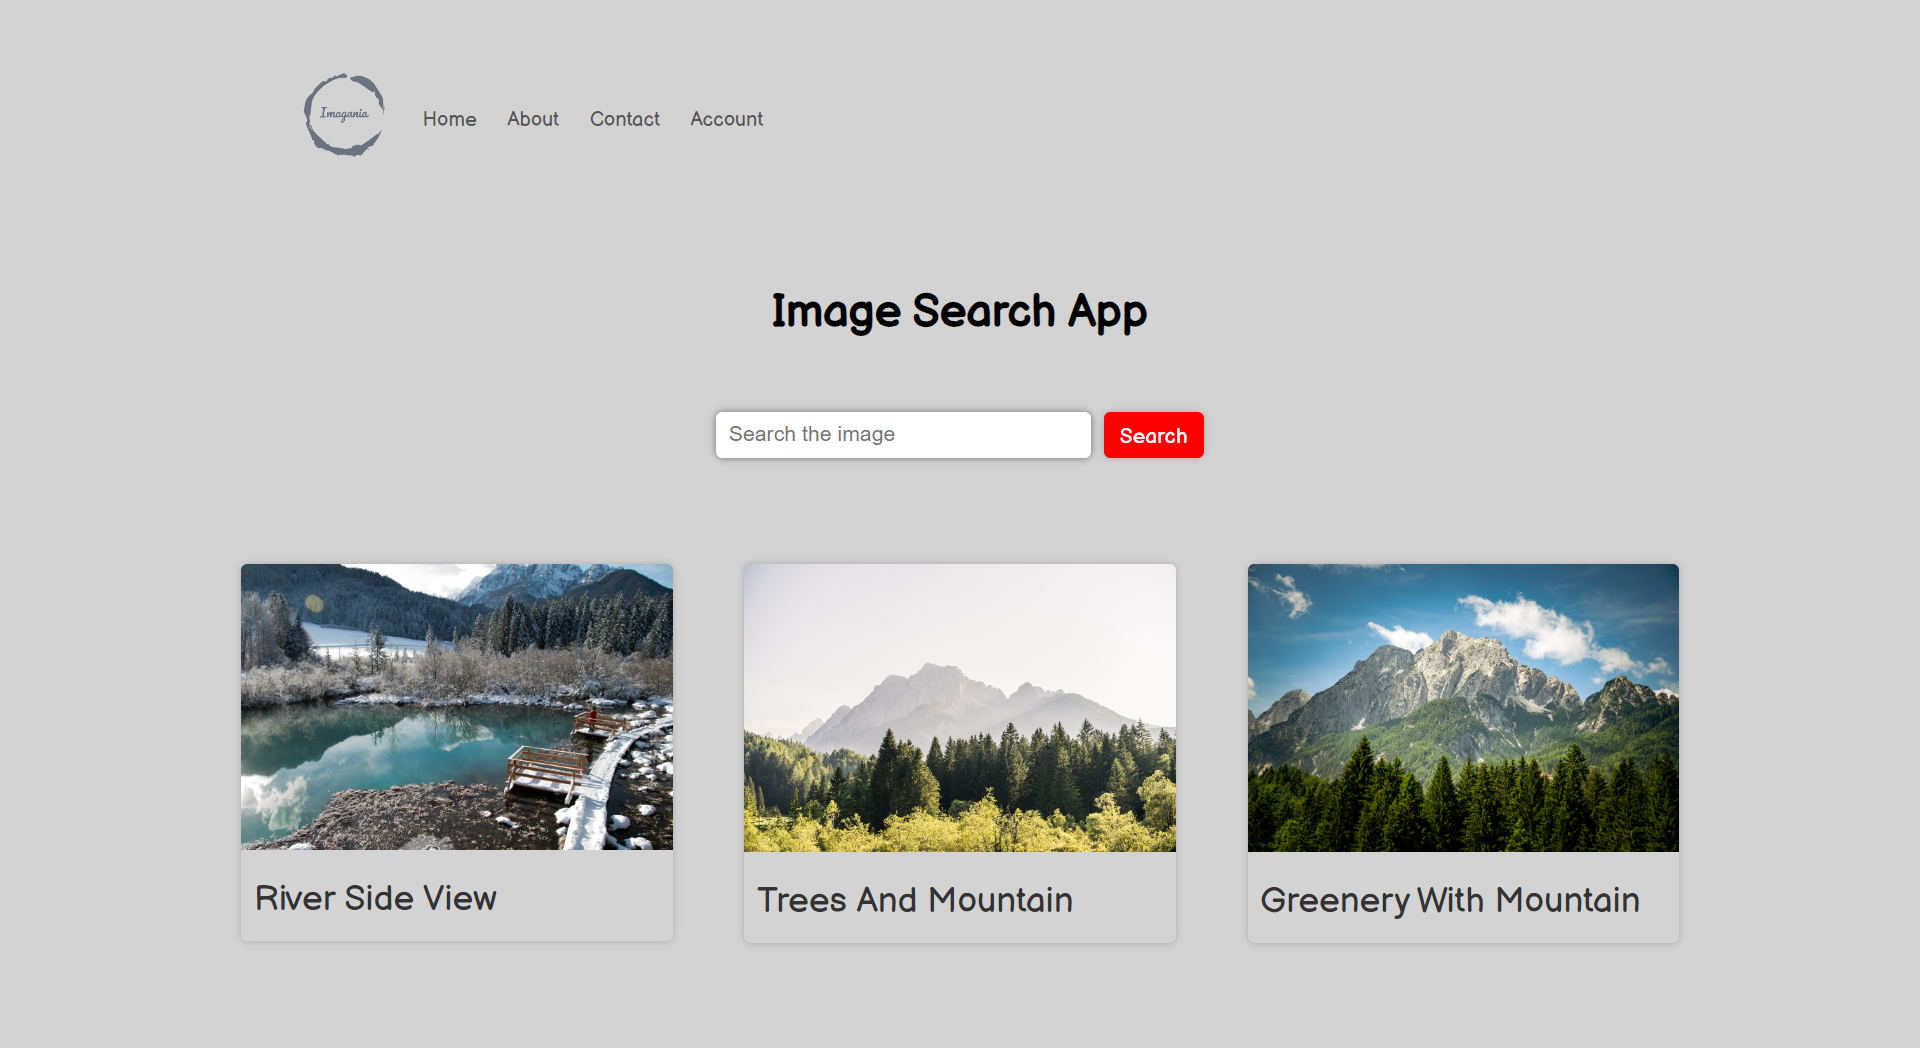 Imagania
Home About Contact Account
Image Search App
Search the image Search
River Side View
Trees And Mountain
Greenery With Mountain